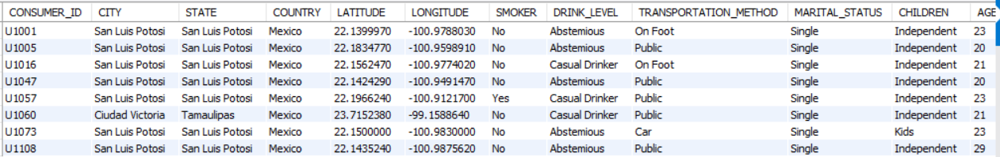 CONSUMER_ID CITY STATE COUNTRY LATITUDE LONGITUDE SMOKER DRINK_LEVEL TRANSPORTATION_METHOD MARITAL_STATUS CHILDREN AGE
U1001 San Luis Potosi San Luis Potosi Mexico 22.1399970 -100.9788030 No Abstemious On Foot Single Independent 23
U1005 San Luis Potosi San Luis Potosi Mexico 22.1834770 -100.9598910 No Abstemious Public Single Independent 20
U1016 San Luis Potosi San Luis Potosi Mexico 22.1562470 -100.9774020 No Casual Drinker On Foot Single Independent 21
U1047 San Luis Potosi San Luis Potosi Mexico 22.1424290 -100.9491470 No Abstemious Public Single Independent 20
U1057 San Luis Potosi San Luis Potosi Mexico 22.1966240 -100.9121700 Yes Casual Drinker Public Single Independent 23
U1060 Ciudad Victoria Tamaulipas Mexico 23.7152380 -99.1588640 No Casual Drinker Public Single Independent 21
U1073 San Luis Potosi San Luis Potosi Mexico 22.1500000 -100.9830000 No Abstemious Car Single Kids 23
U1108 San Luis Potosi San Luis Potosi Mexico 22.1435240 -100.9875620 No Abstemious Public Single Independent 29